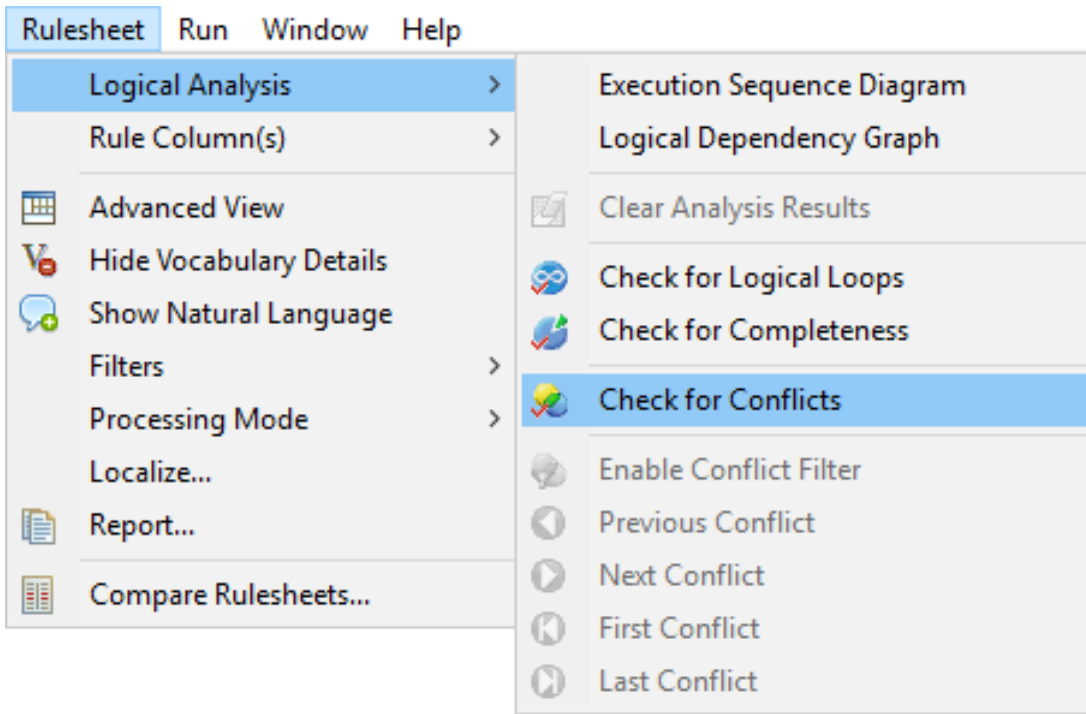 Rulesheet Run Window Help
Logical Analysis
Rule Column(s)
Advanced View
Hide Vocabulary Details
Show Natural Language
Filters
Processing Mode
Localize...
Report...
Compare Rulesheets...
Execution Sequence Diagram
Logical Dependency Graph
Clear Analysis Results
Check for Logical Loops
Check for Completeness
Check for Conflicts
Enable Conflict Filter
Previous Conflict
Next Conflict
First Conflict
Last Conflict